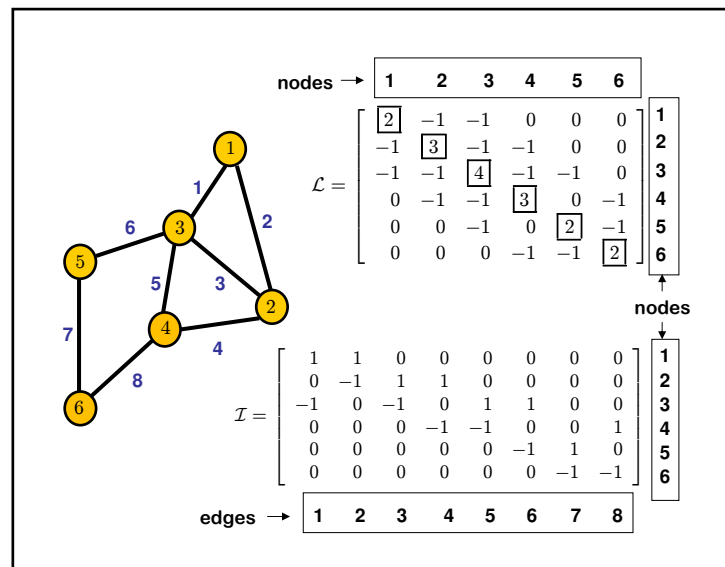 nodes → 1 2 3 4 5 6
2 −1 −1 0 0 0 1
−1 3 −1 −1 0 0 2
ℒ = −1 −1 4 −1 −1 0 3
0 −1 −1 3 0 −1 4
0 0 −1 0 2 −1 5
0 0 0 −1 −1 2 6
nodes
1
1
2
3
6
5
5
3
2
7
4
4
8
6
1 1 0 0 0 0 0 0 1
0 −1 1 1 0 0 0 0 2
ℐ = −1 0 −1 0 1 1 0 0 3
0 0 0 −1 −1 0 0 1 4
0 0 0 0 0 −1 1 0 5
0 0 0 0 0 0 −1 −1 6
edges → 1 2 3 4 5 6 7 8